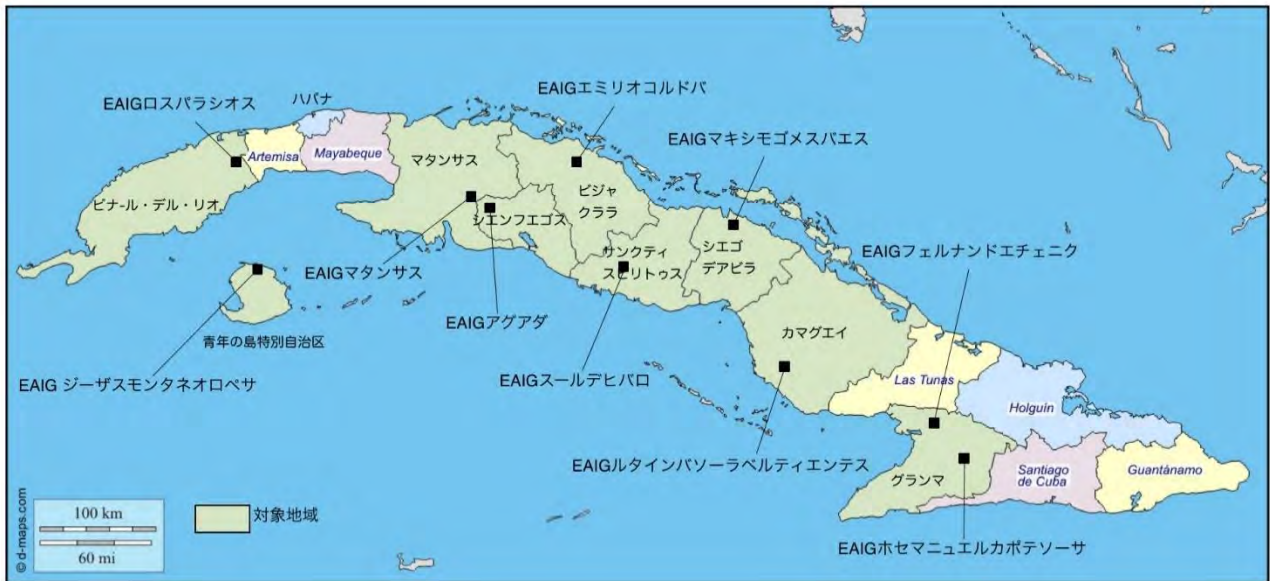 ハバナ
EAIGロスパラシオス
EAIGエミリオコルドバ
EAIGマキシモゴメスバエス
Artemisa
Mayabeque
マタンサス
ピナ-ル・デル・リオ
ビジャ
クララ
シエンフエゴス
サンクティ
スピリトゥス
シエゴ
デアビラ
EAIGフェルナンドエチェニク
EAIGマタンサス
EAIGアグアダ
青年の島特別自治区
カマグエイ
EAIG ジーザスモンタネオロペサ
EAIGスールデヒバロ
Las Tunas
Holguín
EAIGルタインバソーラベルティエンテス
グランマ
Santiago
de Cuba
Guantánamo
100 km
60 mi
対象地域
EAIGホセマニュエルカポテソーサ
© d-maps.com